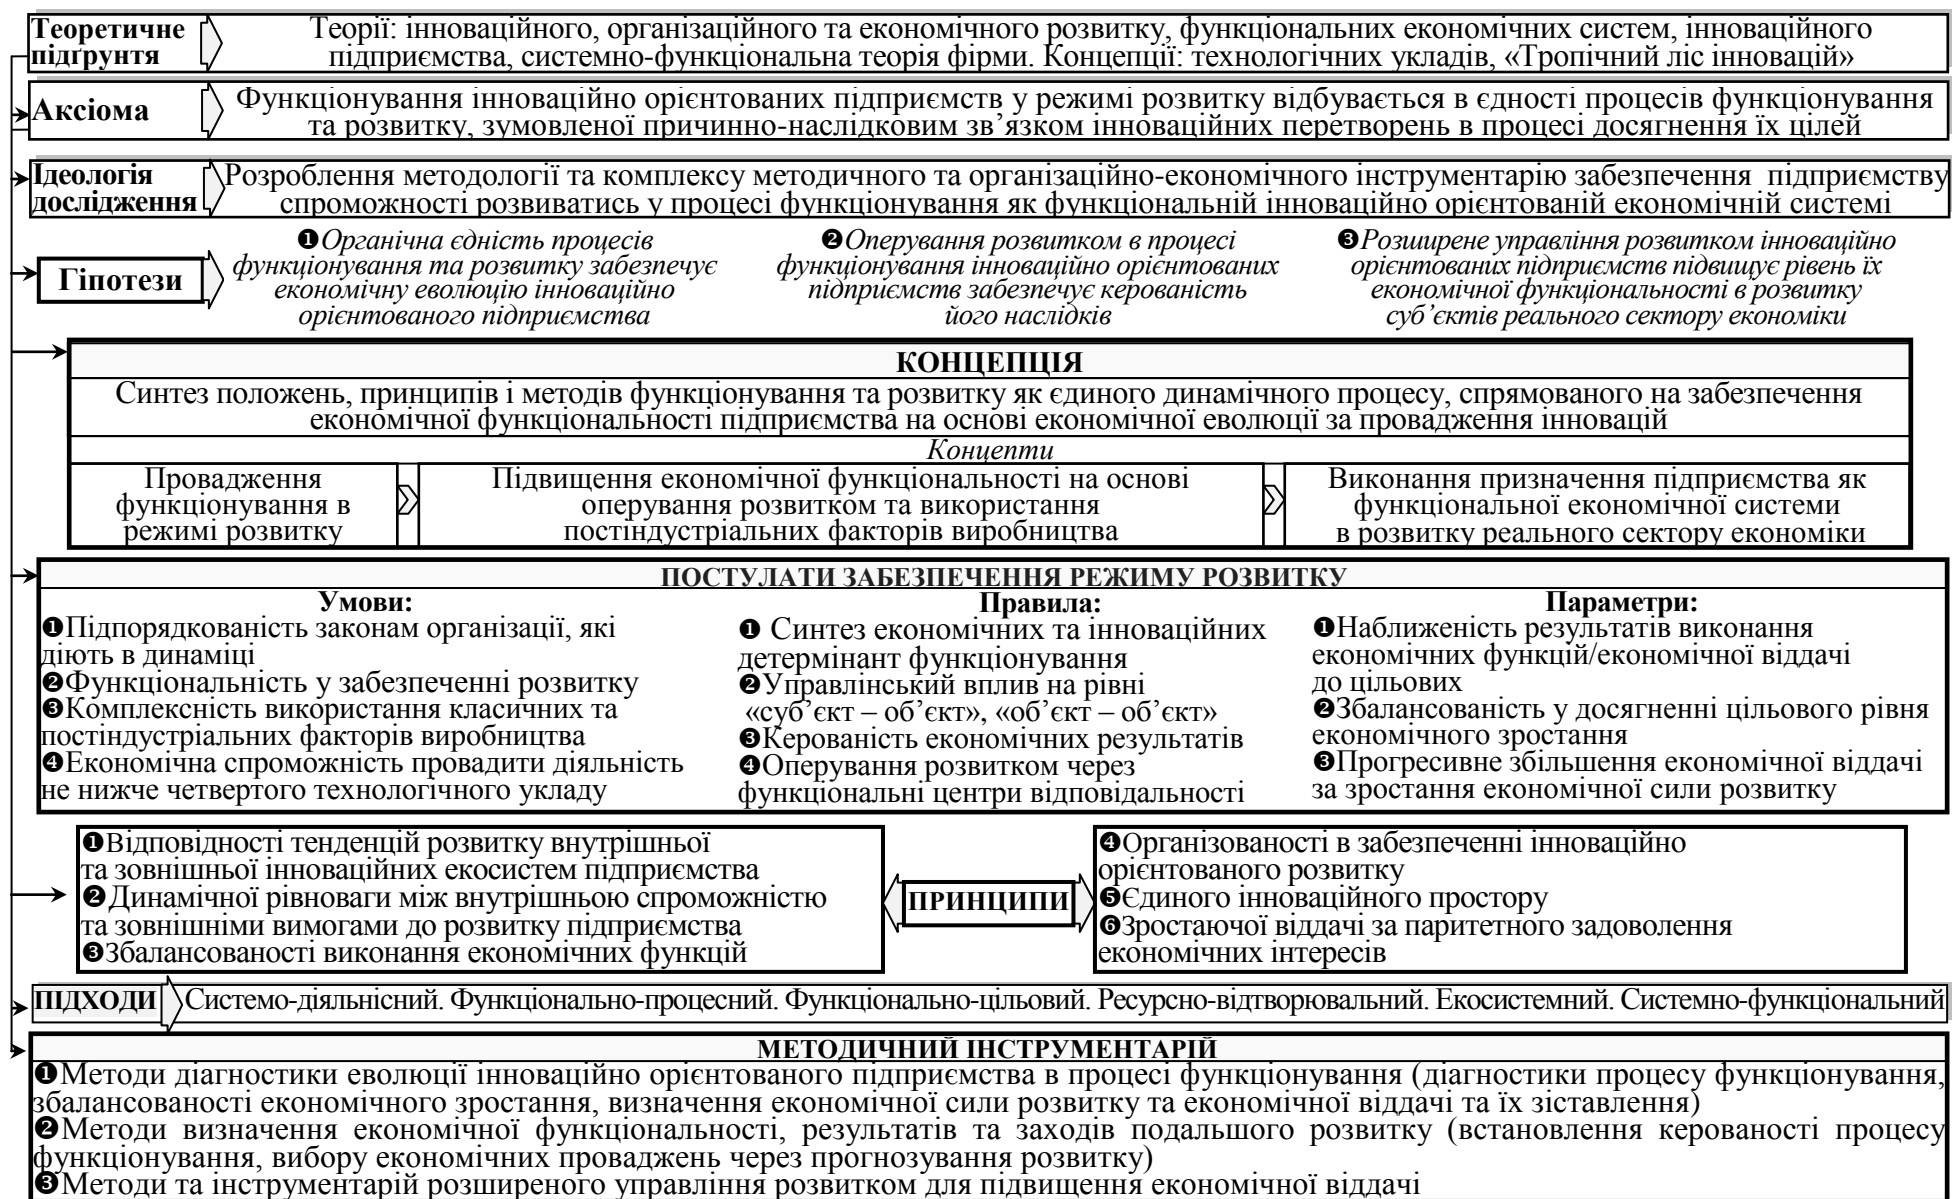 Теоретичне
підґрунтя
Теорії: інноваційного, організаційного та економічного розвитку, функціональних економічних систем, інноваційного
підприємства, системно-функціональна теорія фірми. Концепції: технологічних укладів, «Тропічний ліс інновацій»
Аксіома
Функціонування інноваційно орієнтованих підприємств у режимі розвитку відбувається в єдності процесів функціонування
та розвитку, зумовленої причинно-наслідковим зв’язком інноваційних перетворень в процесі досягнення їх цілей
Ідеологія
дослідження
Розроблення методології та комплексу методичного та організаційно-економічного інструментарію забезпечення підприємству
спроможності розвиватись у процесі функціонування як функціональній інноваційно орієнтованій економічній системі
Гіпотези
❶Органічна єдність процесів
функціонування та розвитку забезпечує
економічну еволюцію інноваційно
орієнтованого підприємства
❷Оперування розвитком в процесі
функціонування інноваційно орієнтованих
підприємств забезпечує керованість
його наслідків
❸Розширене управління розвитком інноваційно
орієнтованих підприємств підвищує рівень їх
економічної функціональності в розвитку
суб’єктів реального сектору економіки
КОНЦЕПЦІЯ
Синтез положень, принципів і методів функціонування та розвитку як єдиного динамічного процесу, спрямованого на забезпечення
економічної функціональності підприємства на основі економічної еволюції за провадження інновацій
Концепти
Провадження
функціонування в
режимі розвитку
Підвищення економічної функціональності на основі
оперування розвитком та використання
постіндустріальних факторів виробництва
Виконання призначення підприємства як
функціональної економічної системи
в розвитку реального сектору економіки
ПОСТУЛАТИ ЗАБЕЗПЕЧЕННЯ РЕЖИМУ РОЗВИТКУ
Умови:
❶Підпорядкованість законам організації, які
діють в динаміці
❷Функціональність у забезпеченні розвитку
❸Комплексність використання класичних та
постіндустріальних факторів виробництва
❹Економічна спроможність провадити діяльність
не нижче четвертого технологічного укладу
Правила:
❶ Синтез економічних та інноваційних
детермінант функціонування
❷Управлінський вплив на рівні
«суб’єкт – об’єкт», «об’єкт – об’єкт»
❸Керованість економічних результатів
❹Оперування розвитком через
функціональні центри відповідальності
Параметри:
❶Наближеність результатів виконання
економічних функцій/економічної віддачі
до цільових
❷Збалансованість у досягненні цільового рівня
економічного зростання
❸Прогресивне збільшення економічної віддачі
за зростання економічної сили розвитку
❶Відповідності тенденцій розвитку внутрішньої
та зовнішньої інноваційних екосистем підприємства
❷Динамічної рівноваги між внутрішньою спроможністю
та зовнішніми вимогами до розвитку підприємства
❸Збалансованості виконання економічних функцій
ПРИНЦИПИ
❹Організованості в забезпеченні інноваційно
орієнтованого розвитку
❺Єдиного інноваційного простору
❻Зростаючої віддачі за паритетного задоволення
економічних інтересів
ПІДХОДИ
Системо-діяльнісний. Функціонально-процесний. Функціонально-цільовий. Ресурсно-відтворювальний. Екосистемний. Системно-функціональний
МЕТОДИЧНИЙ ІНСТРУМЕНТАРІЙ
❶Методи діагностики еволюції інноваційно орієнтованого підприємства в процесі функціонування (діагностики процесу функціонування,
збалансованості економічного зростання, визначення економічної сили розвитку та економічної віддачі та їх зіставлення)
❷Методи визначення економічної функціональності, результатів та заходів подальшого розвитку (встановлення керованості процесу
функціонування, вибору економічних проваджень через прогнозування розвитку)
❸Методи та інструментарій розширеного управління розвитком для підвищення економічної віддачі